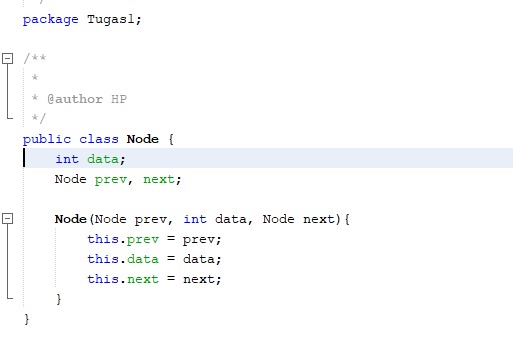 package Tugas1;
/**
*
* @author HP
*/
public class Node {
int data;
Node prev, next;
Node(Node prev, int data, Node next){
this.prev = prev;
this.data = data;
this.next = next;
}
}